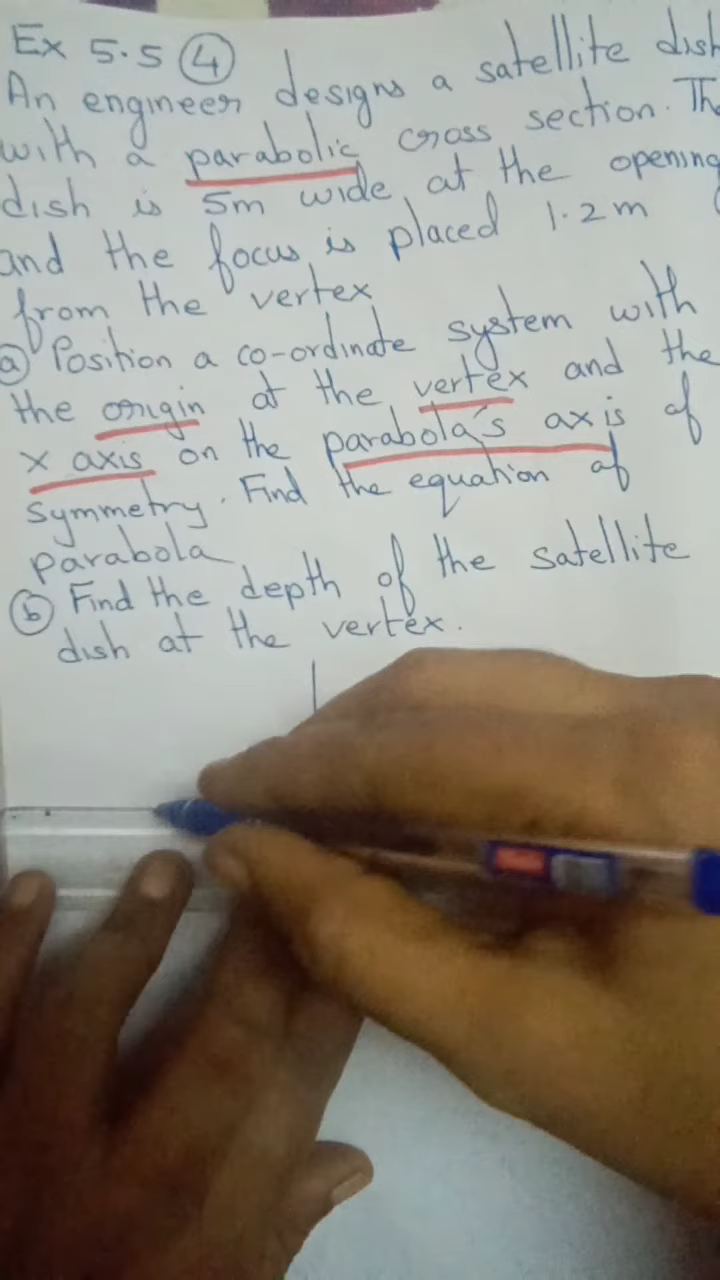 Ex 5.5 ④
An engineer designs a satellite dish
with a parabolic cross section. The
dish is 5m wide at the opening
and the focus is placed 1.2m
from the vertex
ⓐ Position a co-ordinate system with
the origin at the vertex and the
x axis on the parabola's axis of
symmetry. Find the equation of
parabola
ⓑ Find the depth of the satellite
dish at the vertex.